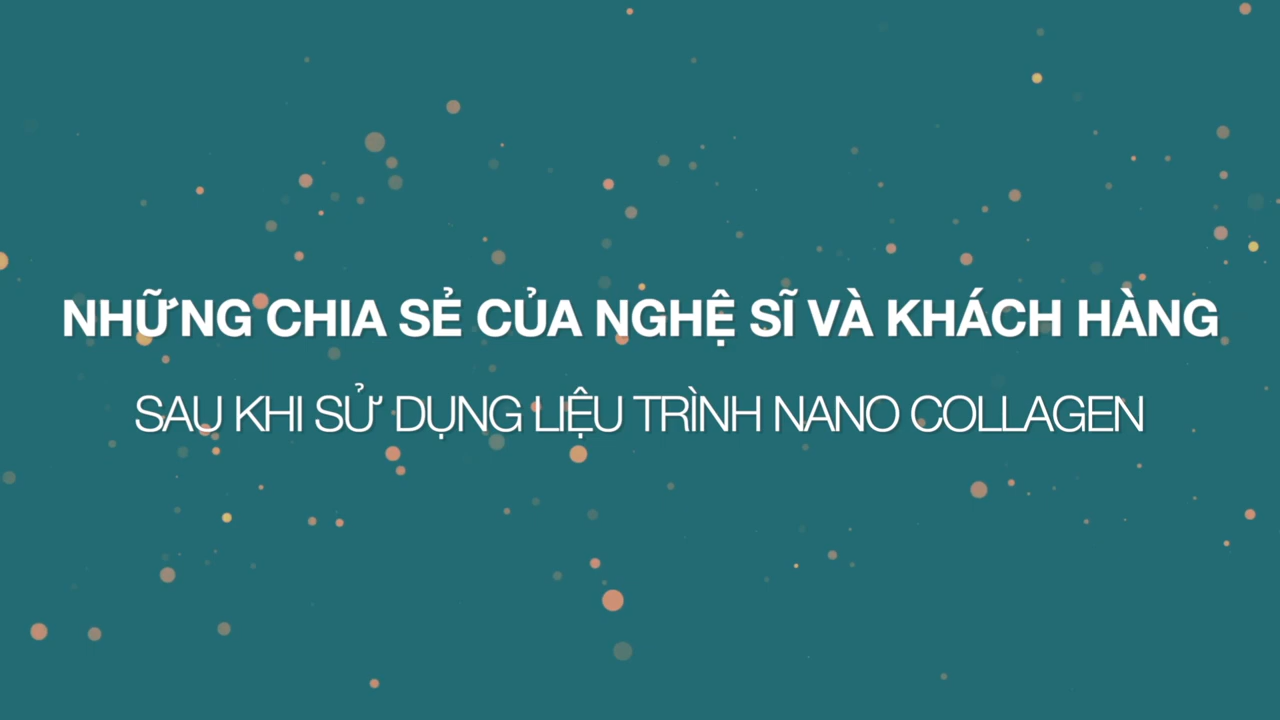 NHỮNG CHIA SẺ CỦA NGHỆ SĨ VÀ KHÁCH HÀNG
SAU KHI SỬ DỤNG LIỆU TRÌNH NANO COLLAGEN